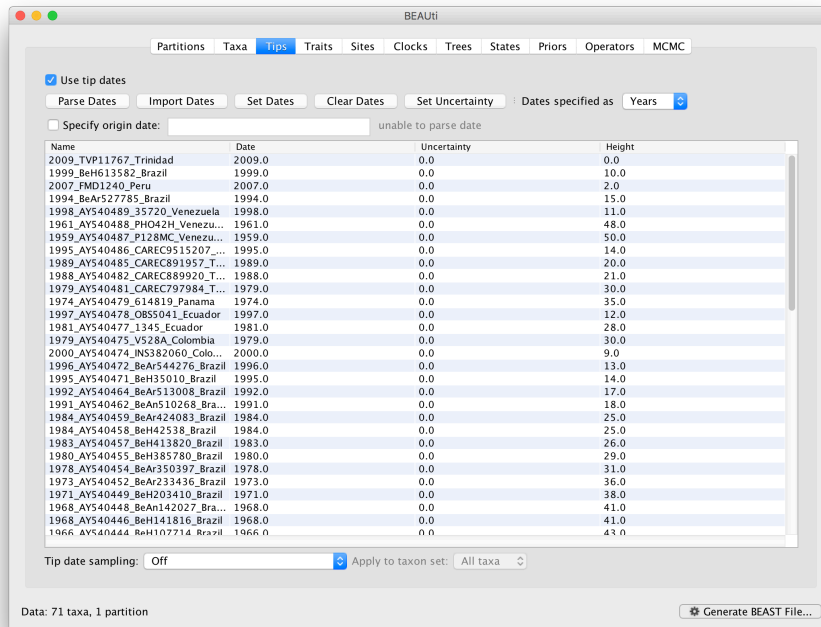 BEAUti
Partitions Taxa Tips Traits Sites Clocks Trees States Priors Operators MCMC
Use tip dates
Parse Dates Import Dates Set Dates Clear Dates Set Uncertainty Dates specified as Years
Specify origin date: unable to parse date
Name Date Uncertainty Height
2009_TVP11767_Trinidad 2009.0 0.0 0.0
1999_BeH613582_Brazil 1999.0 0.0 10.0
2007_FMD1240_Peru 2007.0 0.0 2.0
1994_BeAr527785_Brazil 1994.0 0.0 15.0
1998_AY540489_35720_Venezuela 1998.0 0.0 11.0
1961_AY540488_PHO42H_Venezu... 1961.0 0.0 48.0
1959_AY540487_P128MC_Venezu... 1959.0 0.0 50.0
1995_AY540486_CAREC9515207_... 1995.0 0.0 14.0
1989_AY540485_CAREC891957_T... 1989.0 0.0 20.0
1988_AY540482_CAREC889920_T... 1988.0 0.0 21.0
1979_AY540481_CAREC797984_T... 1979.0 0.0 30.0
1974_AY540479_614819_Panama 1974.0 0.0 35.0
1997_AY540478_OBS5041_Ecuador 1997.0 0.0 12.0
1981_AY540477_1345_Ecuador 1981.0 0.0 28.0
1979_AY540475_V528A_Colombia 1979.0 0.0 30.0
2000_AY540474_INS382060_Colo... 2000.0 0.0 9.0
1996_AY540472_BeAr544276_Brazil 1996.0 0.0 13.0
1995_AY540471_BeH35010_Brazil 1995.0 0.0 14.0
1992_AY540464_BeAr513008_Brazil 1992.0 0.0 17.0
1991_AY540462_BeAn510268_Bra... 1991.0 0.0 18.0
1984_AY540459_BeAr424083_Brazil 1984.0 0.0 25.0
1984_AY540458_BeH42538_Brazil 1984.0 0.0 25.0
1983_AY540457_BeH413820_Brazil 1983.0 0.0 26.0
1980_AY540455_BeH385780_Brazil 1980.0 0.0 29.0
1978_AY540454_BeAr350397_Brazil 1978.0 0.0 31.0
1973_AY540452_BeAr233436_Brazil 1973.0 0.0 36.0
1971_AY540449_BeH203410_Brazil 1971.0 0.0 38.0
1968_AY540448_BeAn142027_Bra... 1968.0 0.0 41.0
1968_AY540446_BeH141816_Brazil 1968.0 0.0 41.0
1966_AY540444_BeH107714_Brazil 1966.0 0.0 43.0
Tip date sampling: Off Apply to taxon set: All taxa
Data: 71 taxa, 1 partition Generate BEAST File...